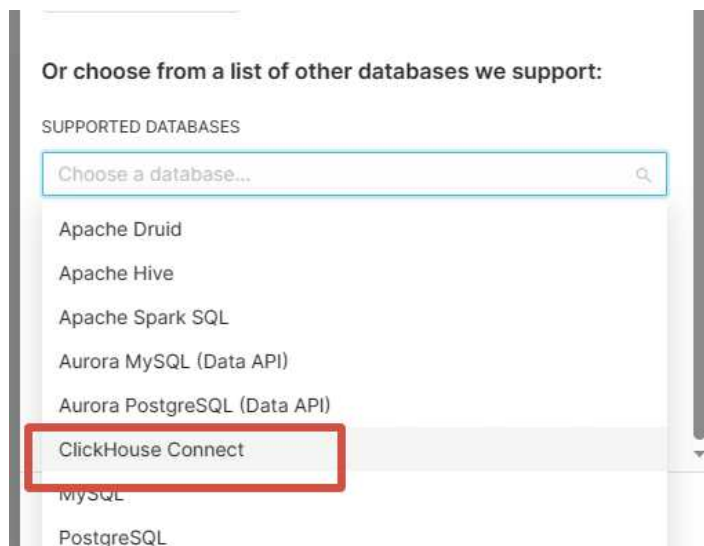 Or choose from a list of other databases we support:
SUPPORTED DATABASES
Choose a database...
Apache Druid
Apache Hive
Apache Spark SQL
Aurora MySQL (Data API)
Aurora PostgreSQL (Data API)
ClickHouse Connect
MySQL
PostgreSQL